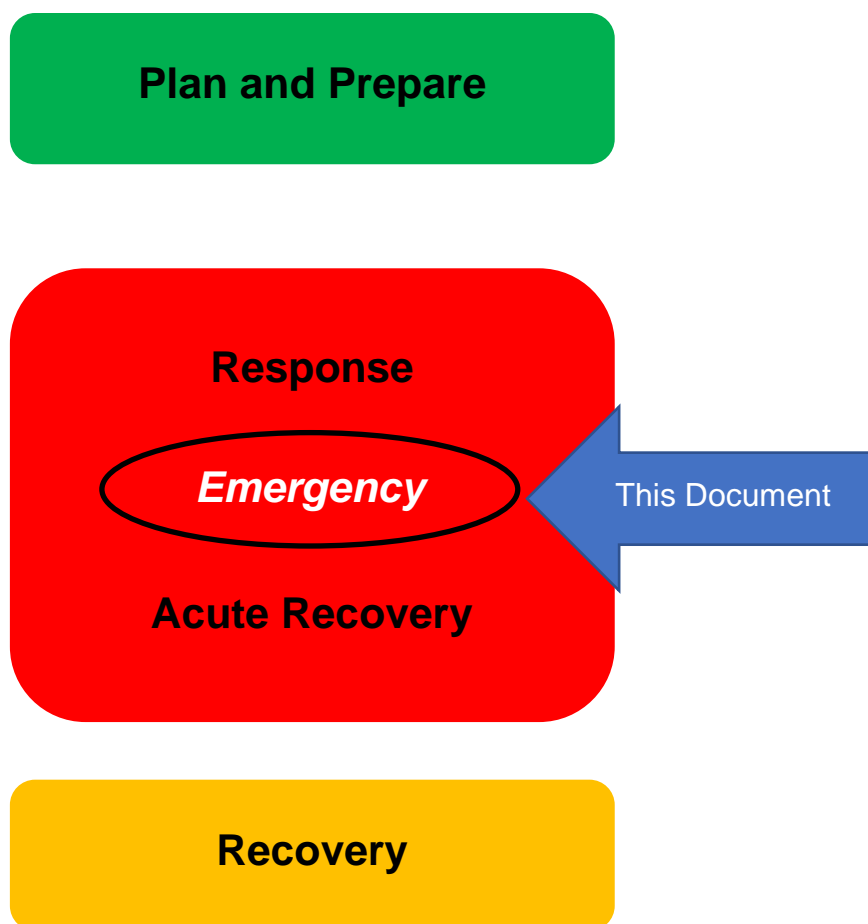 Plan and Prepare
Response
Emergency
This Document
Acute Recovery
Recovery